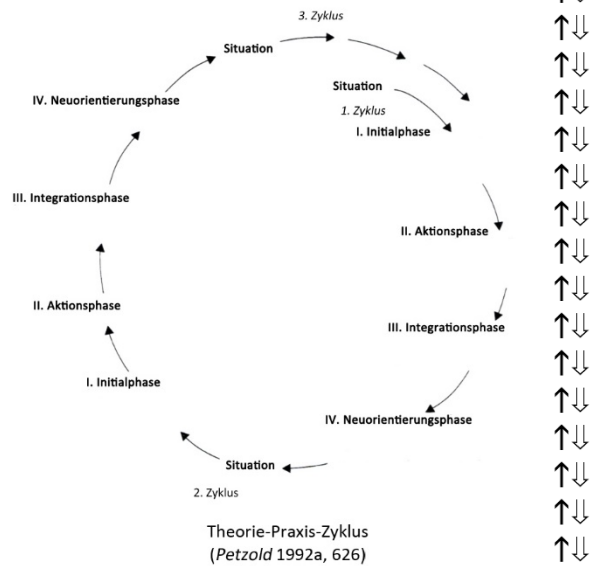 3. Zyklus
Situation
Situation
1. Zyklus
I. Initialphase
II. Aktionsphase
III. Integrationsphase
IV. Neuorientierungsphase
Situation
2. Zyklus
I. Initialphase
II. Aktionsphase
III. Integrationsphase
IV. Neuorientierungsphase
Theorie-Praxis-Zyklus
(Petzold 1992a, 626)